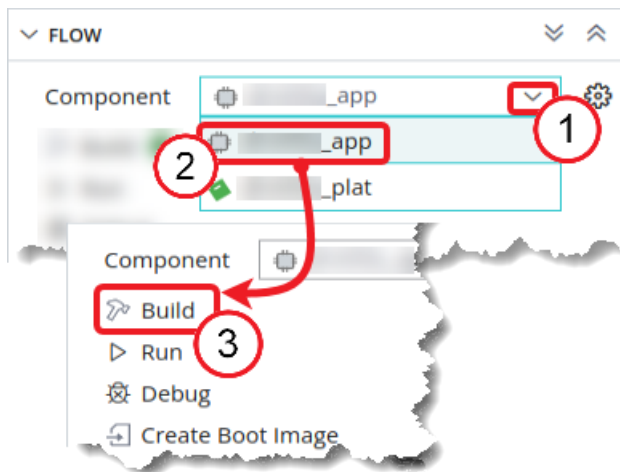 FLOW
Component _app
1
2 _app
_plat
Component
Build
3
Run
Debug
Create Boot Image